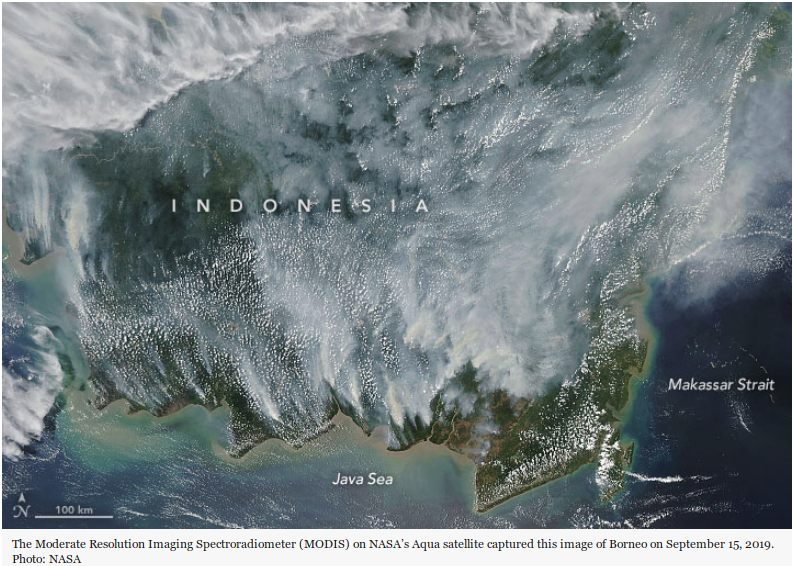 INDONESIA
Makassar Strait
Java Sea
N
100 km
The Moderate Resolution Imaging Spectroradiometer (MODIS) on NASA's Aqua satellite captured this image of Borneo on September 15, 2019.
Photo: NASA